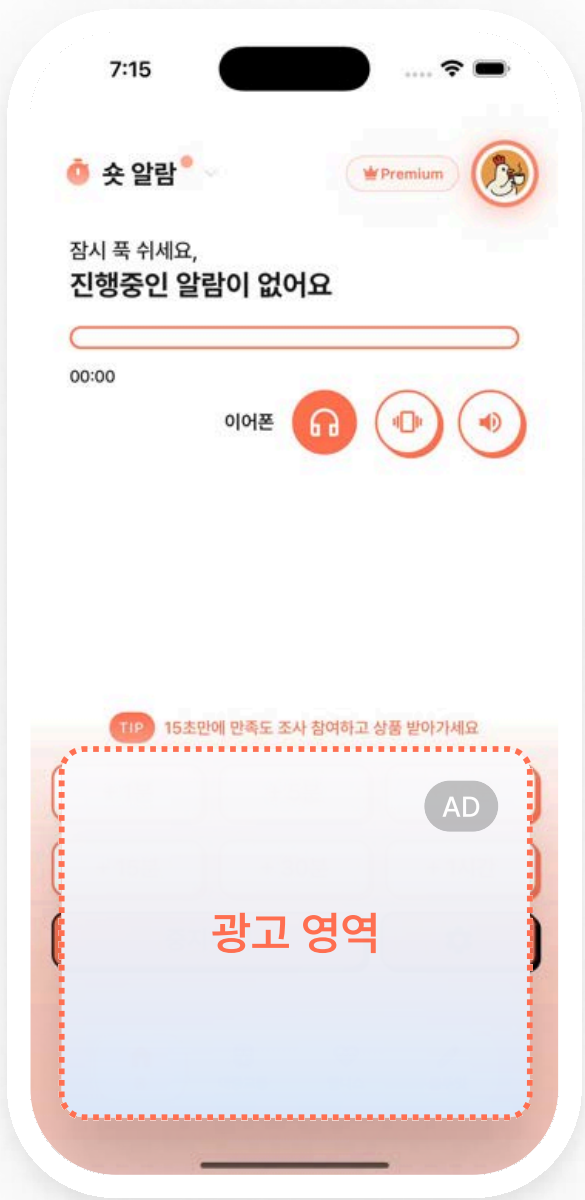 7:15
숏 알람
Premium
잠시 푹 쉬세요,
진행중인 알람이 없어요
00:00
이어폰
TIP 15초만에 만족도 조사 참여하고 상품 받아가세요
AD
광고 영역